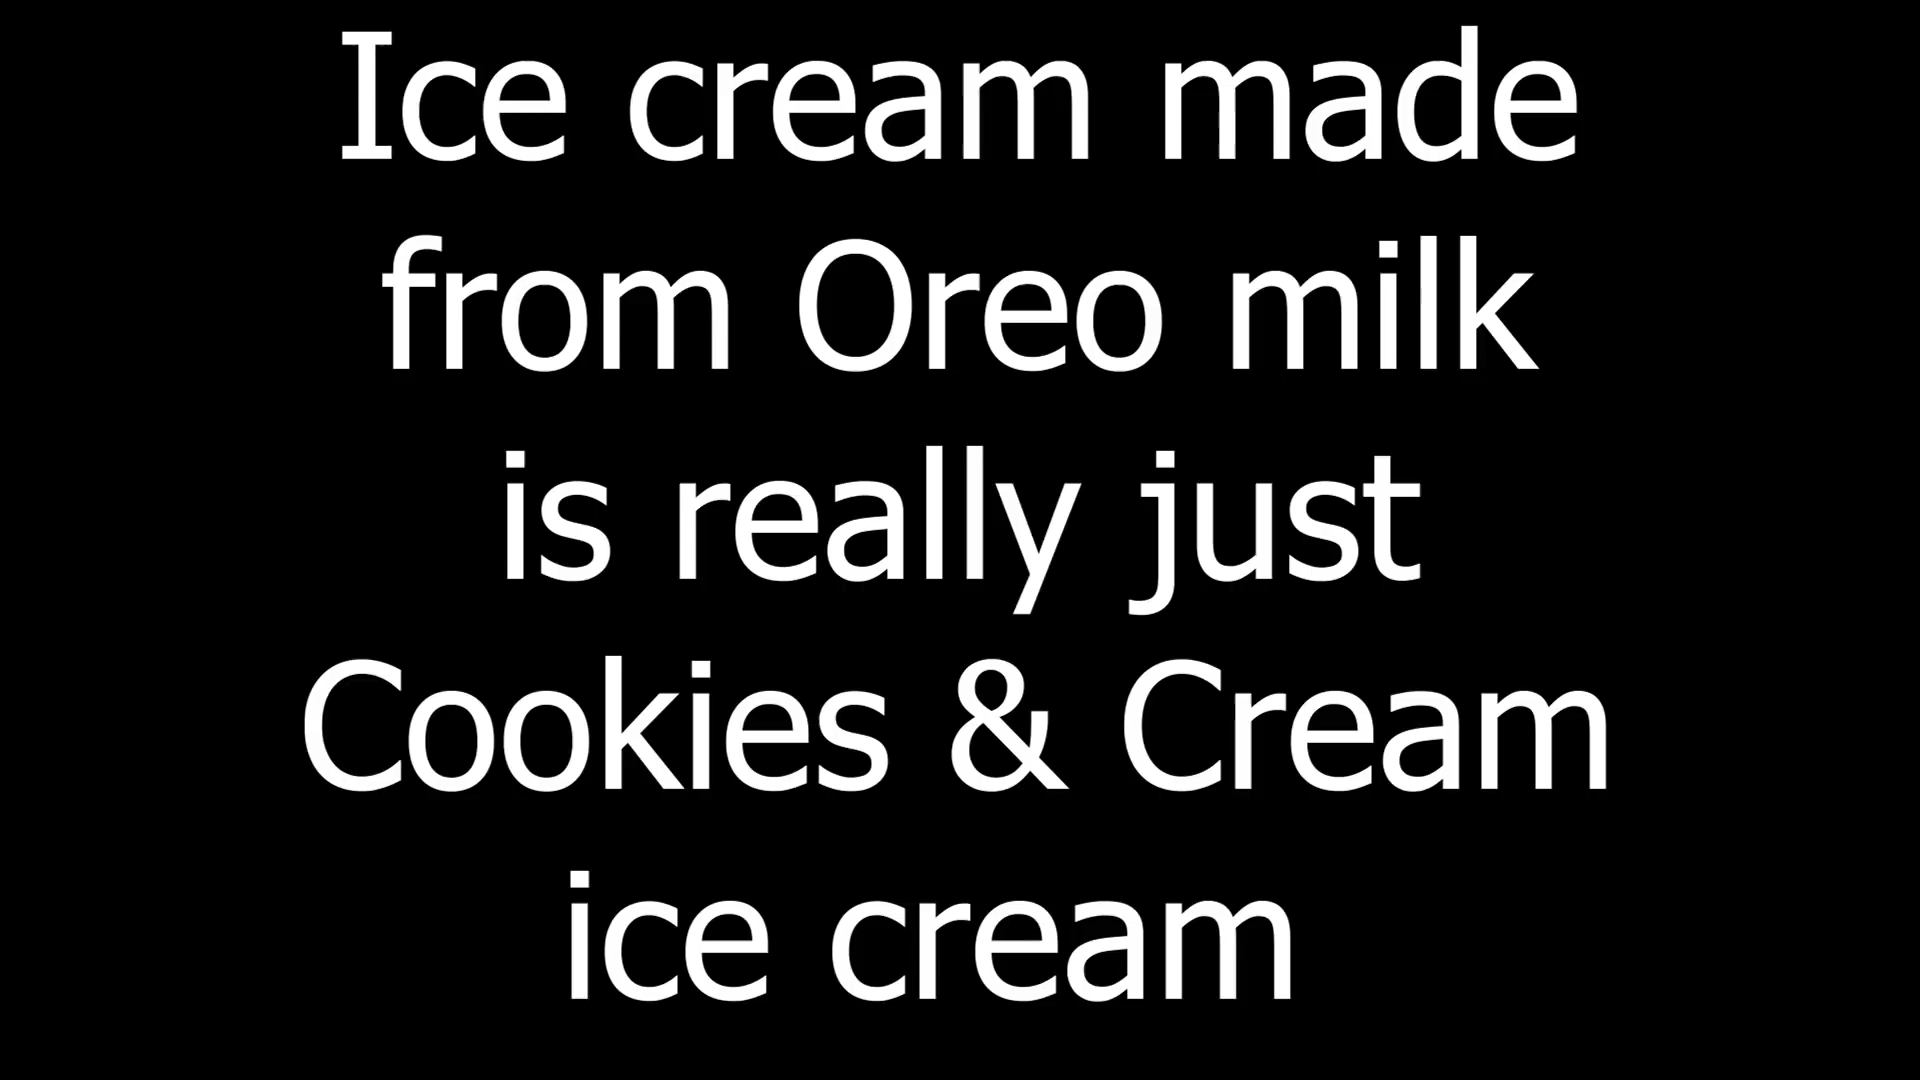 Ice cream made
from Oreo milk
is really just
Cookies & Cream
ice cream